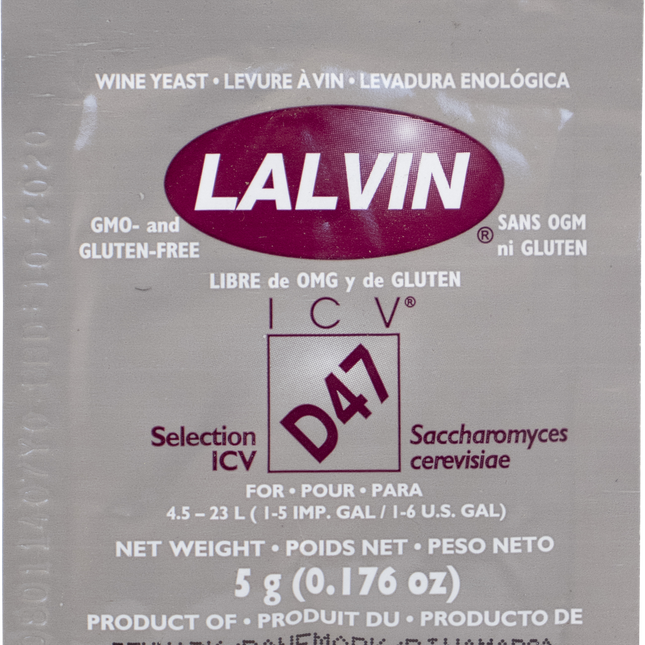 WINE YEAST • LEVURE À VIN • LEVADURA ENOLÓGICA
LALVIN®
GMO- and
GLUTEN-FREE
SANS OGM
ni GLUTEN
LIBRE de OMG y de GLUTEN
ICV®
D47
Selection
ICV
Saccharomyces
cerevisiae
FOR • POUR • PARA
4.5 – 23 L ( 1-5 IMP. GAL / 1-6 U.S. GAL)
NET WEIGHT • POIDS NET • PESO NETO
5 g (0.176 oz)
PRODUCT OF • PRODUIT DU • PRODUCTO DE
10-2020